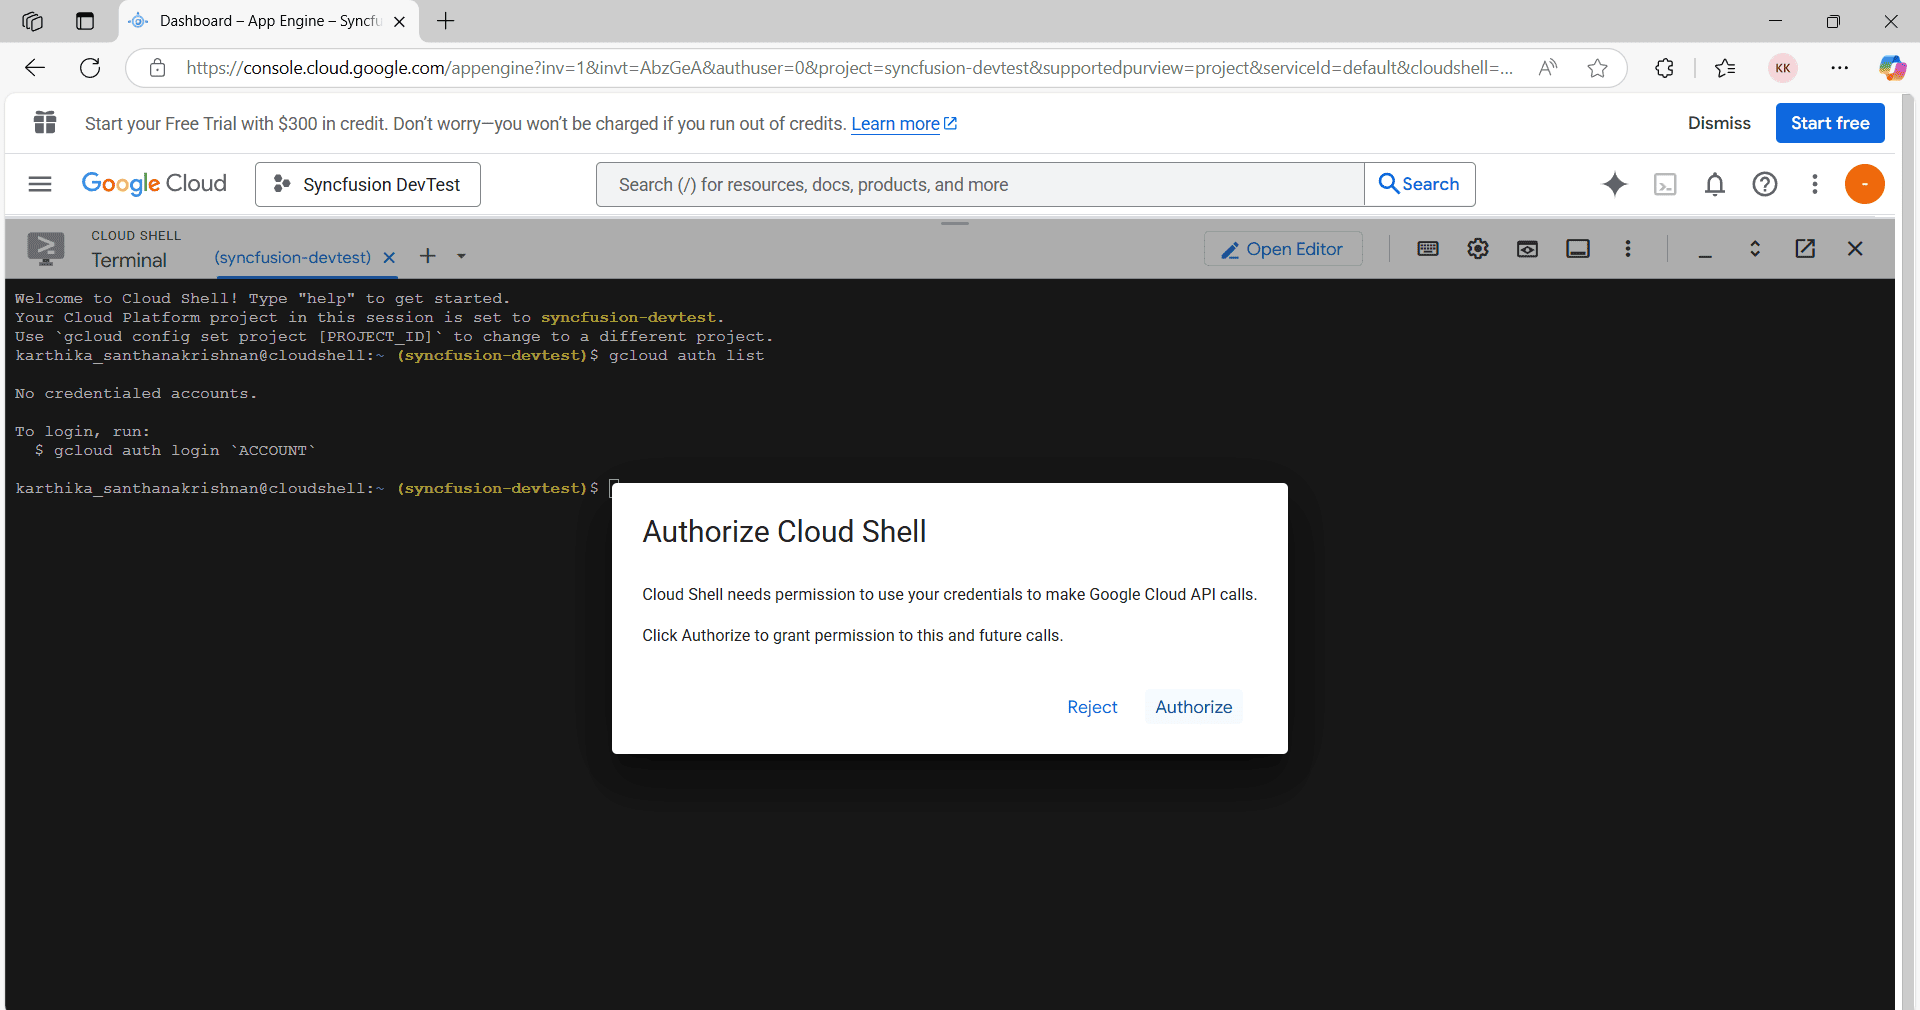 Dashboard – App Engine – Syncfu
https://console.cloud.google.com/appengine?inv=1&invt=AbzGeA&authuser=0&project=syncfusion-devtest&supportedpurview=project&serviceId=default&cloudshell=...
KK
Start your Free Trial with $300 in credit. Don’t worry—you won’t be charged if you run out of credits. Learn more
Dismiss
Start free
Google Cloud
Syncfusion DevTest
Search (/) for resources, docs, products, and more
Search
-
CLOUD SHELL
Terminal
(syncfusion-devtest)
Open Editor
Welcome to Cloud Shell! Type "help" to get started.
Your Cloud Platform project in this session is set to syncfusion-devtest.
Use `gcloud config set project [PROJECT_ID]` to change to a different project.
karthika_santhanakrishnan@cloudshell:~ (syncfusion-devtest)$ gcloud auth list
No credentialed accounts.
To login, run:
$ gcloud auth login `ACCOUNT`
karthika_santhanakrishnan@cloudshell:~ (syncfusion-devtest)$
Authorize Cloud Shell
Cloud Shell needs permission to use your credentials to make Google Cloud API calls.
Click Authorize to grant permission to this and future calls.
Reject
Authorize